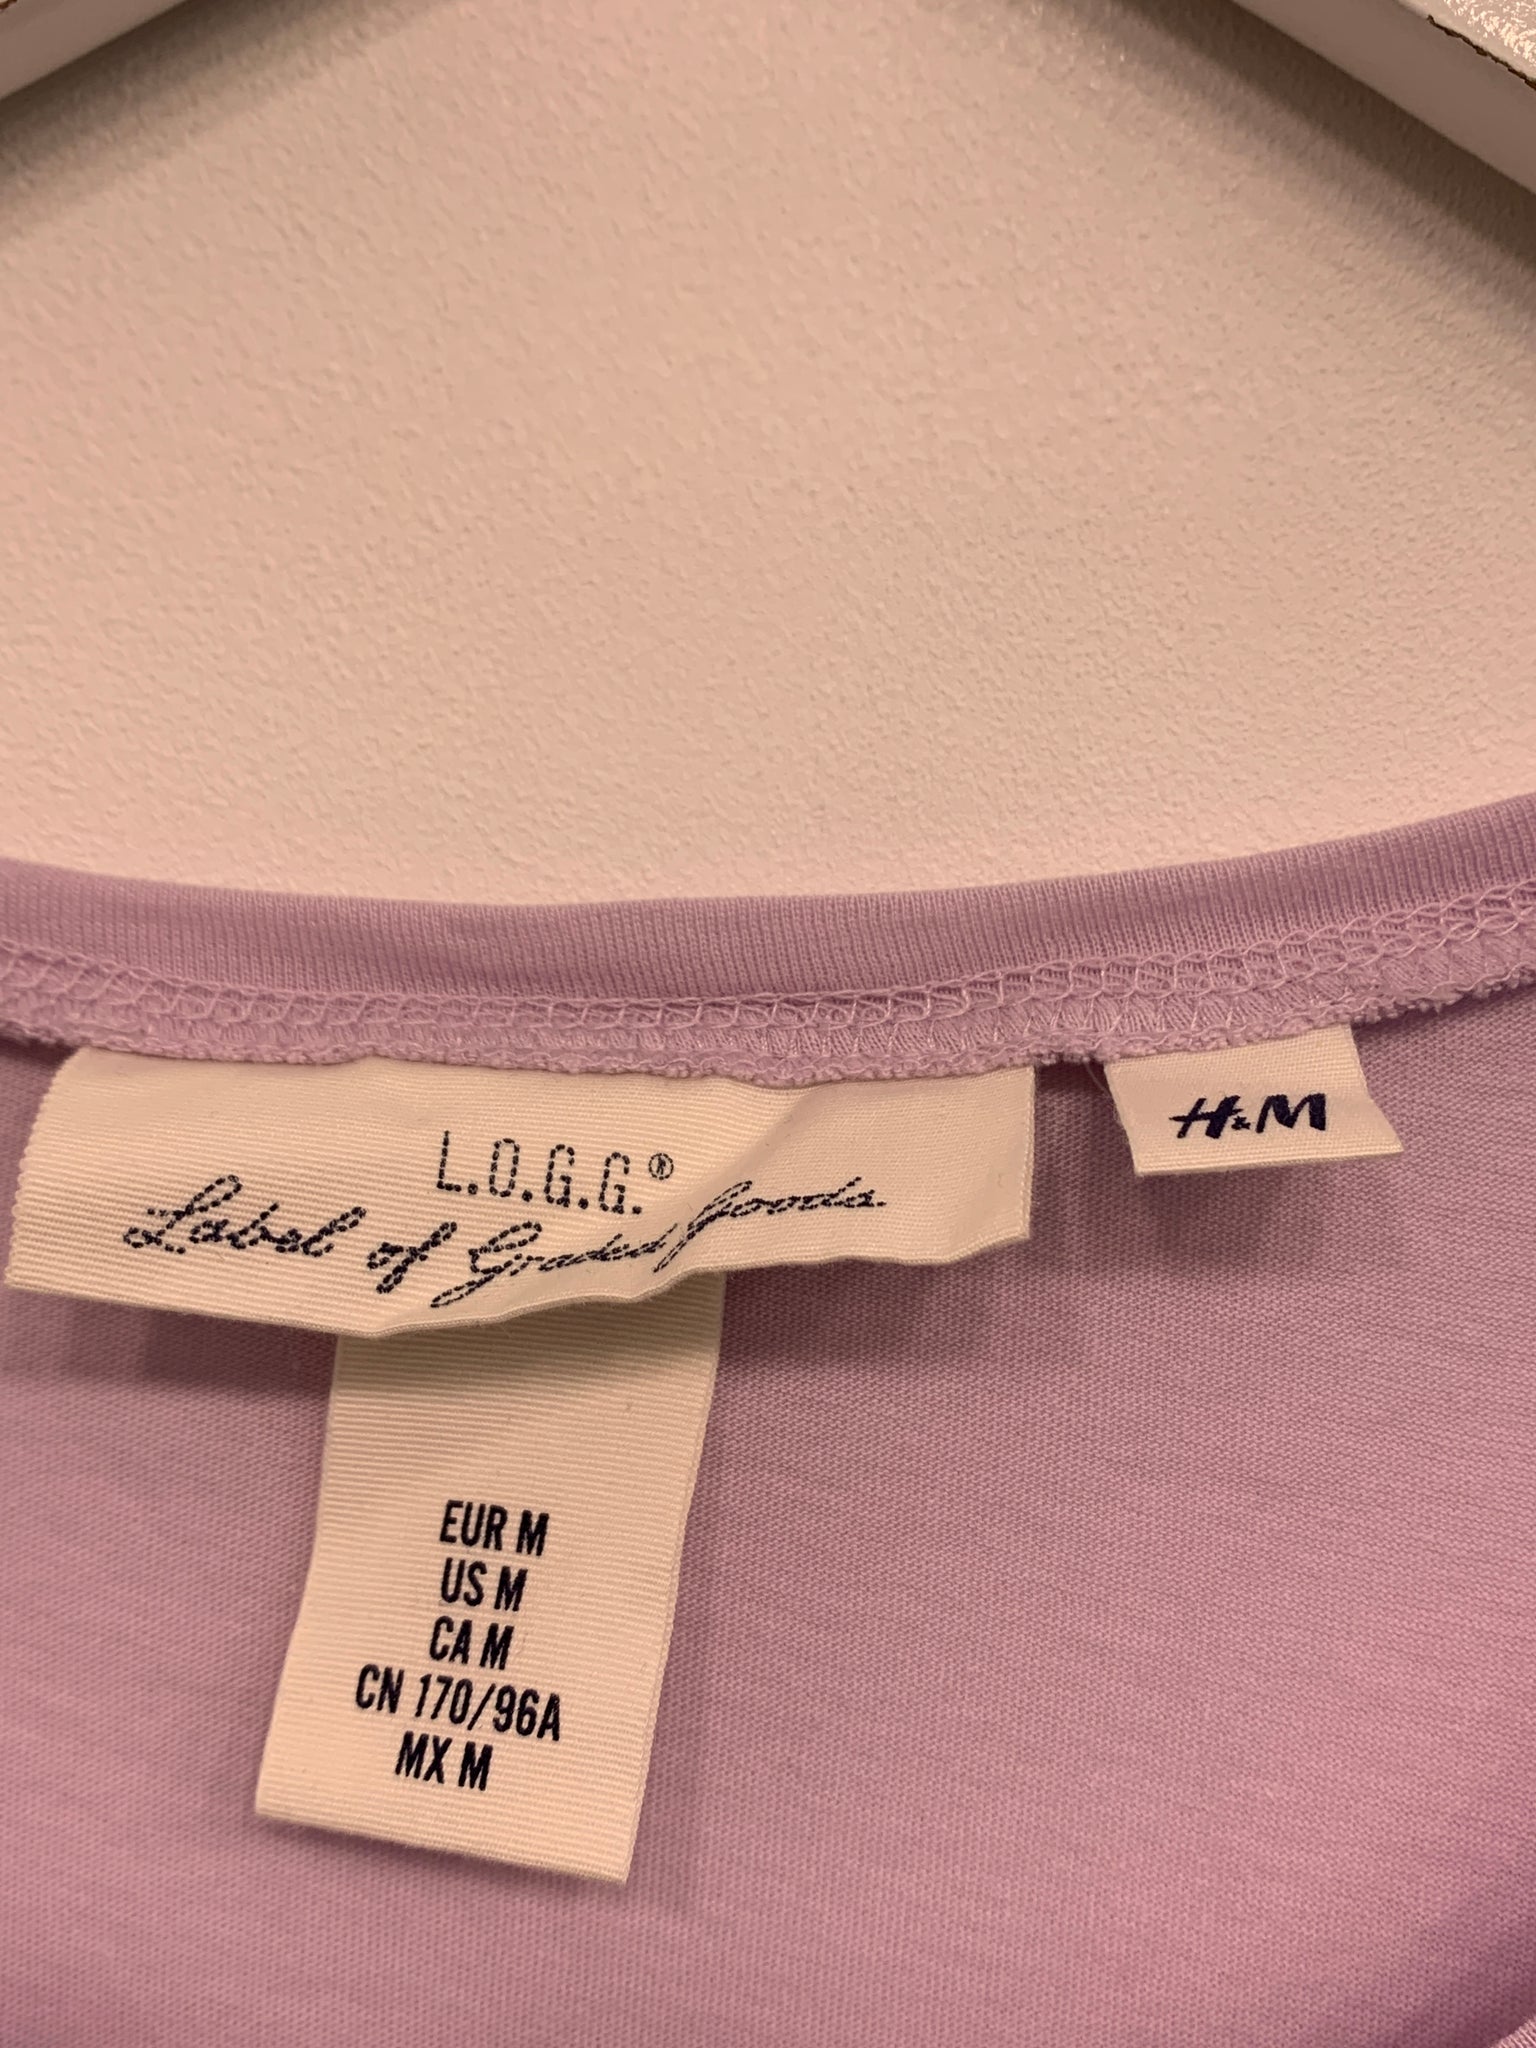 L.O.G.G.®
Label of Graded Goods
H&M
EUR M
US M
CA M
CN 170/96A
MX M